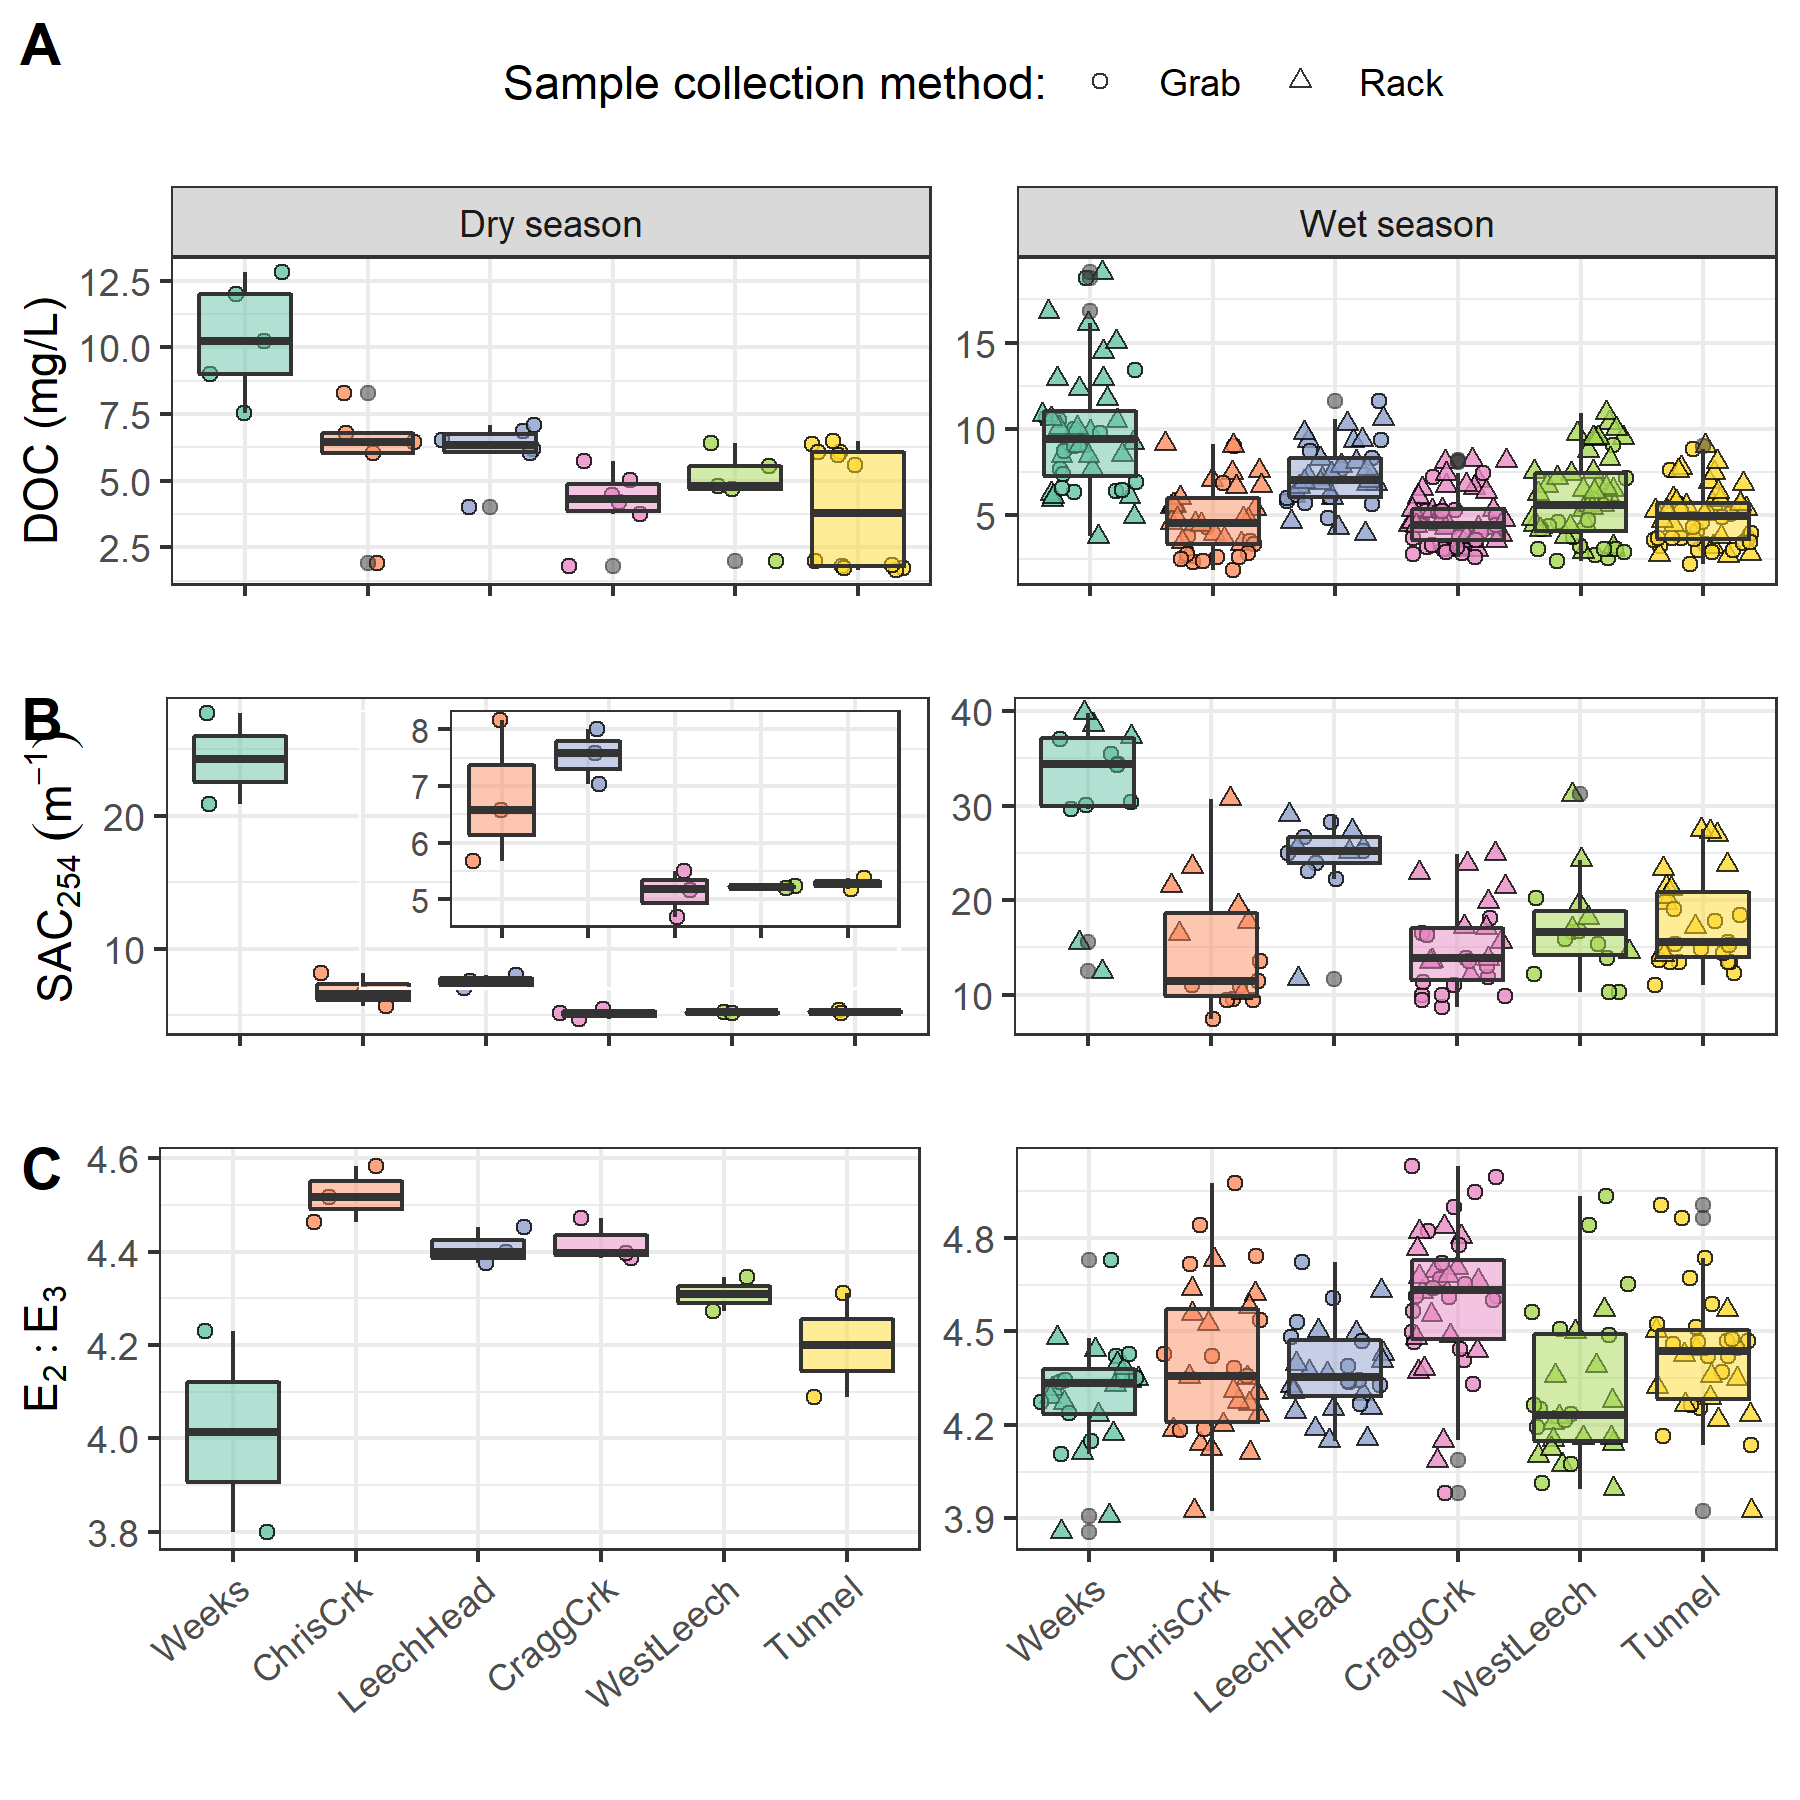 A
Sample collection method: Grab Rack
Dry season Wet season
DOC (mg/L)
12.5
10.0
7.5
5.0
2.5
15
10
5
B
SAC254 (m−1)
20
10
8
7
6
5
40
30
20
10
C
E2 : E3
4.6
4.4
4.2
4.0
3.8
4.8
4.5
4.2
3.9
Weeks ChrisCrk LeechHead CraggCrk WestLeech Tunnel
Weeks ChrisCrk LeechHead CraggCrk WestLeech Tunnel